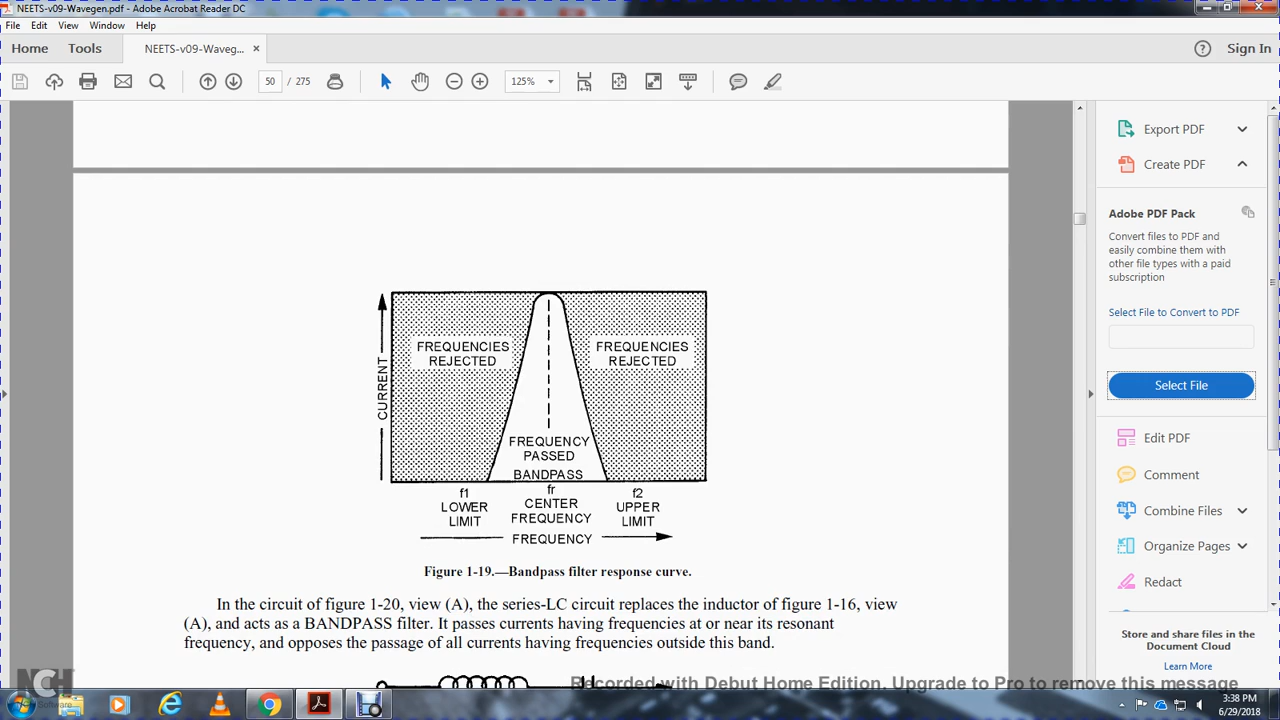 NEETS-v09-Wavegen.pdf - Adobe Acrobat Reader DC
File Edit View Window Help
Home Tools NEETS-v09-Waveg... × Sign In
50 / 275 125%
Export PDF
Create PDF
Adobe PDF Pack
Convert files to PDF and
easily combine them with
other file types with a paid
subscription
Select File to Convert to PDF
Select File
Edit PDF
Comment
Combine Files
Organize Pages
Redact
Store and share files in the
Document Cloud
Learn More
CURRENT
FREQUENCIES
REJECTED
FREQUENCIES
REJECTED
FREQUENCY
PASSED
BANDPASS
f1
LOWER
LIMIT
fr
CENTER
FREQUENCY
f2
UPPER
LIMIT
FREQUENCY
Figure 1-19.—Bandpass filter response curve.
In the circuit of figure 1-20, view (A), the series-LC circuit replaces the inductor of figure 1-16, view
(A), and acts as a BANDPASS filter. It passes currents having frequencies at or near its resonant
frequency, and opposes the passage of all currents having frequencies outside this band.
Recorded with Debut Home Edition. Upgrade to Pro to remove this message
NCH
Software
3:38 PM
6/29/2018